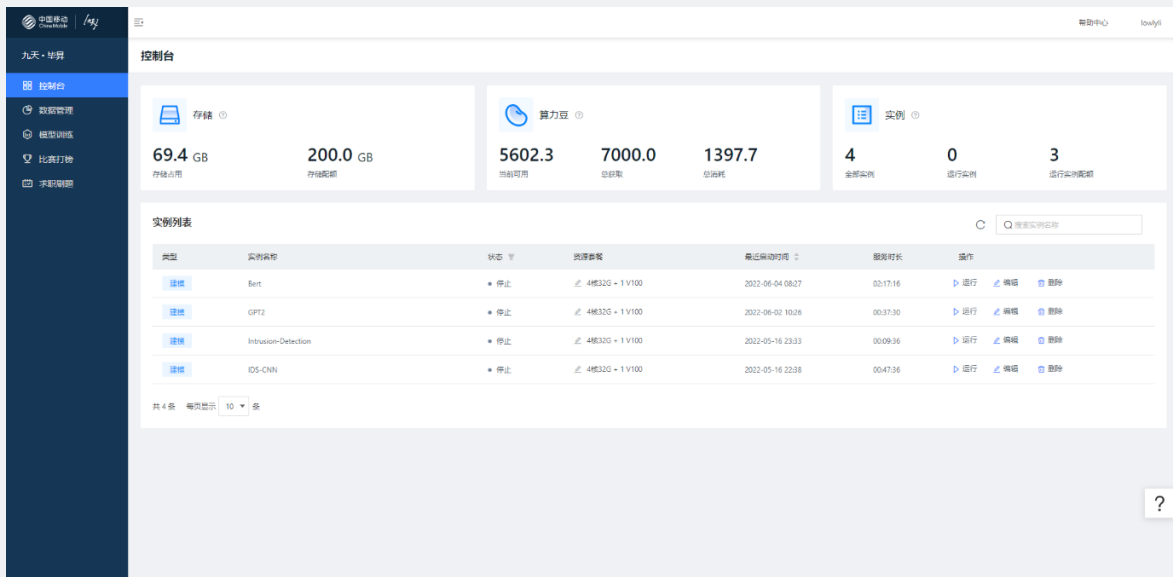 中国移动
China Mobile
帮助中心 lowlyli
九天·毕昇
控制台
控制台
数据管理
模型训练
比赛打榜
求职刷题
存储
69.4 GB 200.0 GB
存储占用 存储配额
算力豆
5602.3 7000.0 1397.7
当前可用 总获取 总消耗
实例
4 0 3
全部实例 运行实例 运行实例配额
实例列表
搜索实例名称
类型 实例名称 状态 资源套餐 最近启动时间 服务时长 操作
建模 Bert 停止 4核32G + 1 V100 2022-06-04 08:27 02:17:16 运行 编辑 删除
建模 GPT2 停止 4核32G + 1 V100 2022-06-02 10:26 00:37:30 运行 编辑 删除
建模 Intrusion-Detection 停止 4核32G + 1 V100 2022-05-16 23:33 00:09:36 运行 编辑 删除
建模 IDS-CNN 停止 4核32G + 1 V100 2022-05-16 22:38 00:47:36 运行 编辑 删除
共 4 条 每页显示 10 条
?